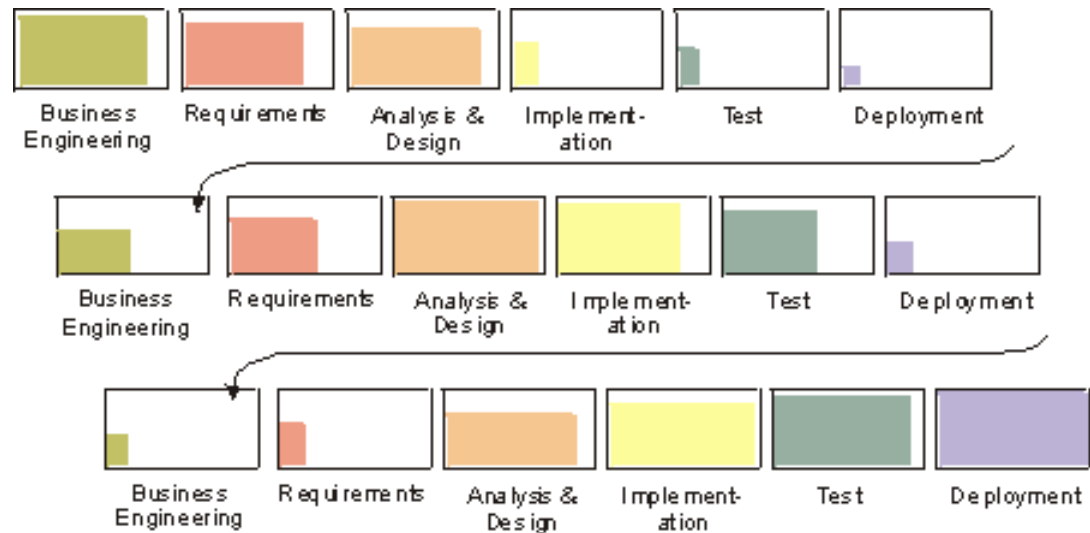 Business
Engineering
Requirements
Analysis &
Design
Implement-
ation
Test
Deployment
Business
Engineering
Requirements
Analysis &
Design
Implement-
ation
Test
Deployment
Business
Engineering
Requirements
Analysis &
Design
Implement-
ation
Test
Deployment